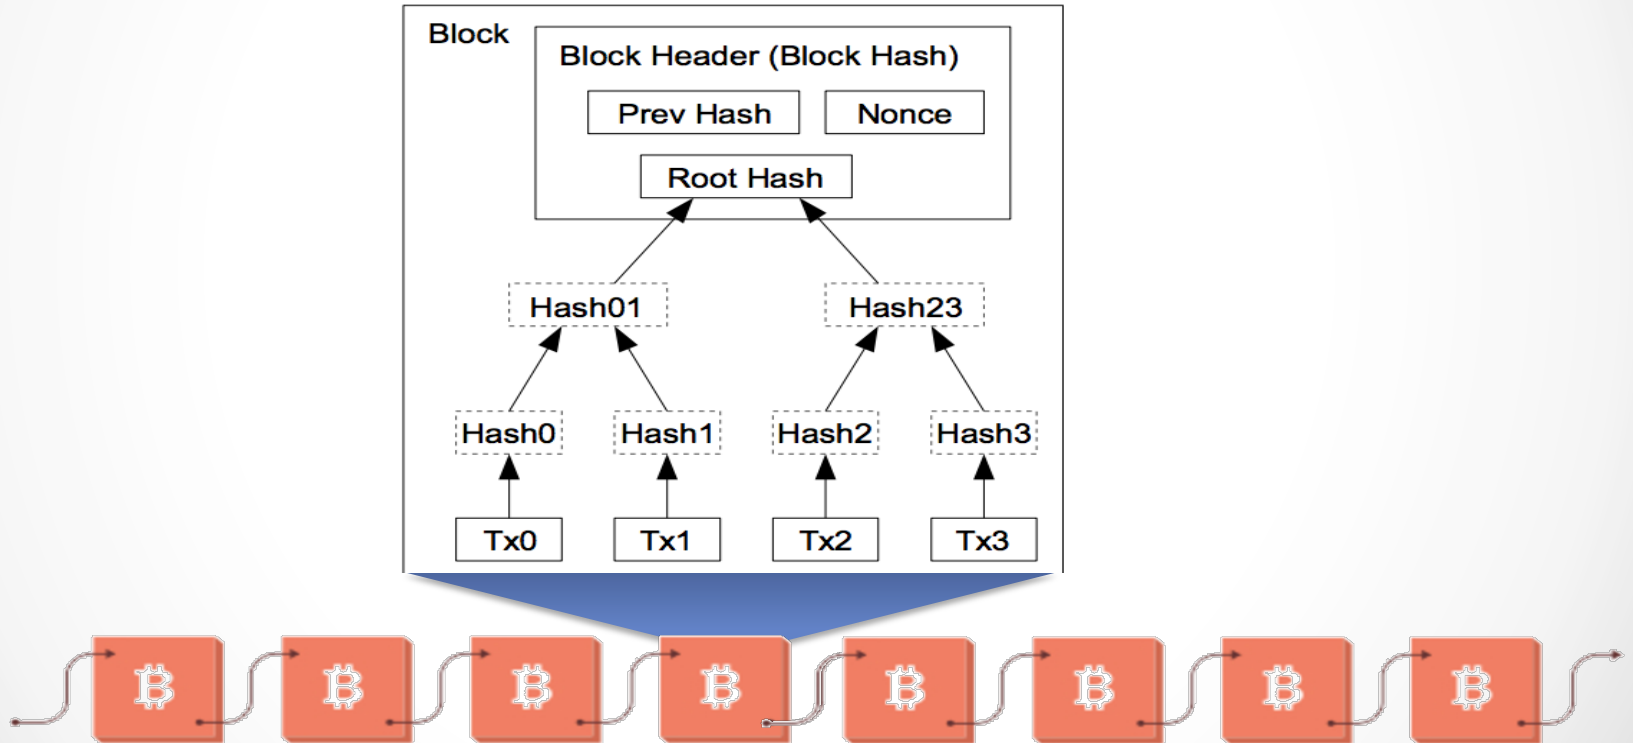 Block
Block Header (Block Hash)
Prev Hash
Nonce
Root Hash
Hash01
Hash23
Hash0
Hash1
Hash2
Hash3
Tx0
Tx1
Tx2
Tx3
₿
₿
₿
₿
₿
₿
₿
₿